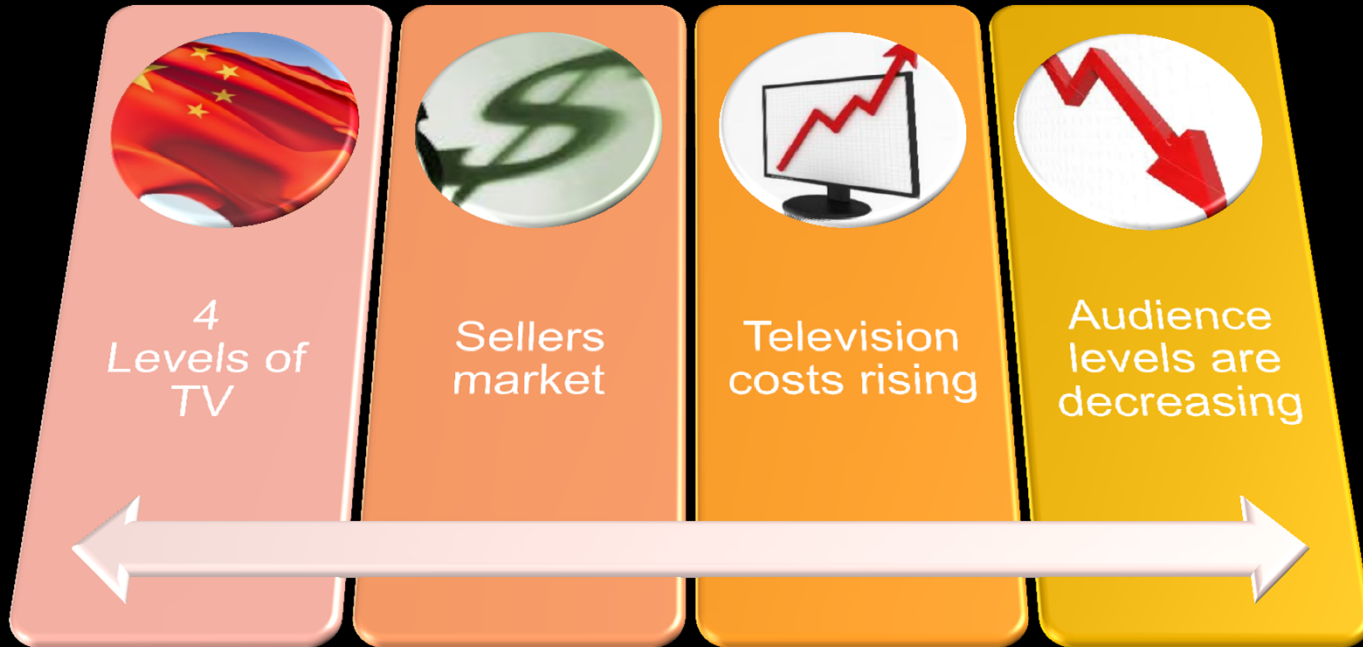 4
Levels of
TV
Sellers
market
Television
costs rising
Audience
levels are
decreasing